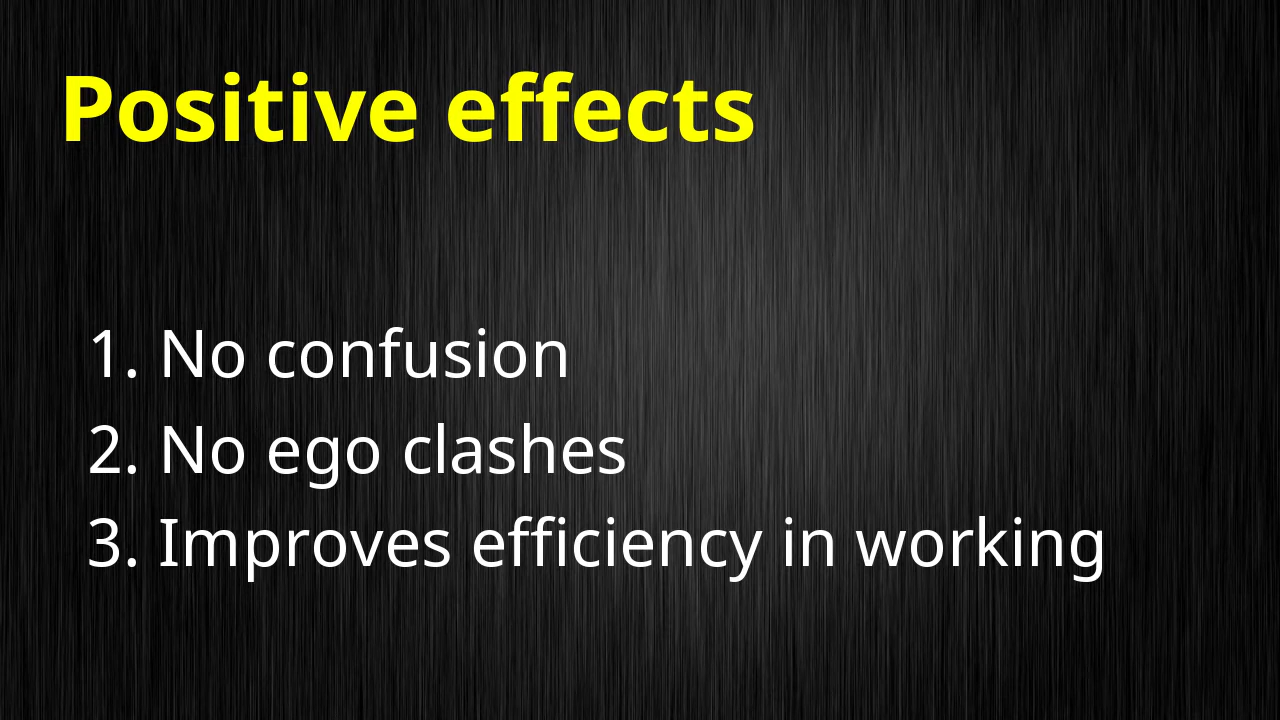 Positive effects
1. No confusion
2. No ego clashes
3. Improves efficiency in working